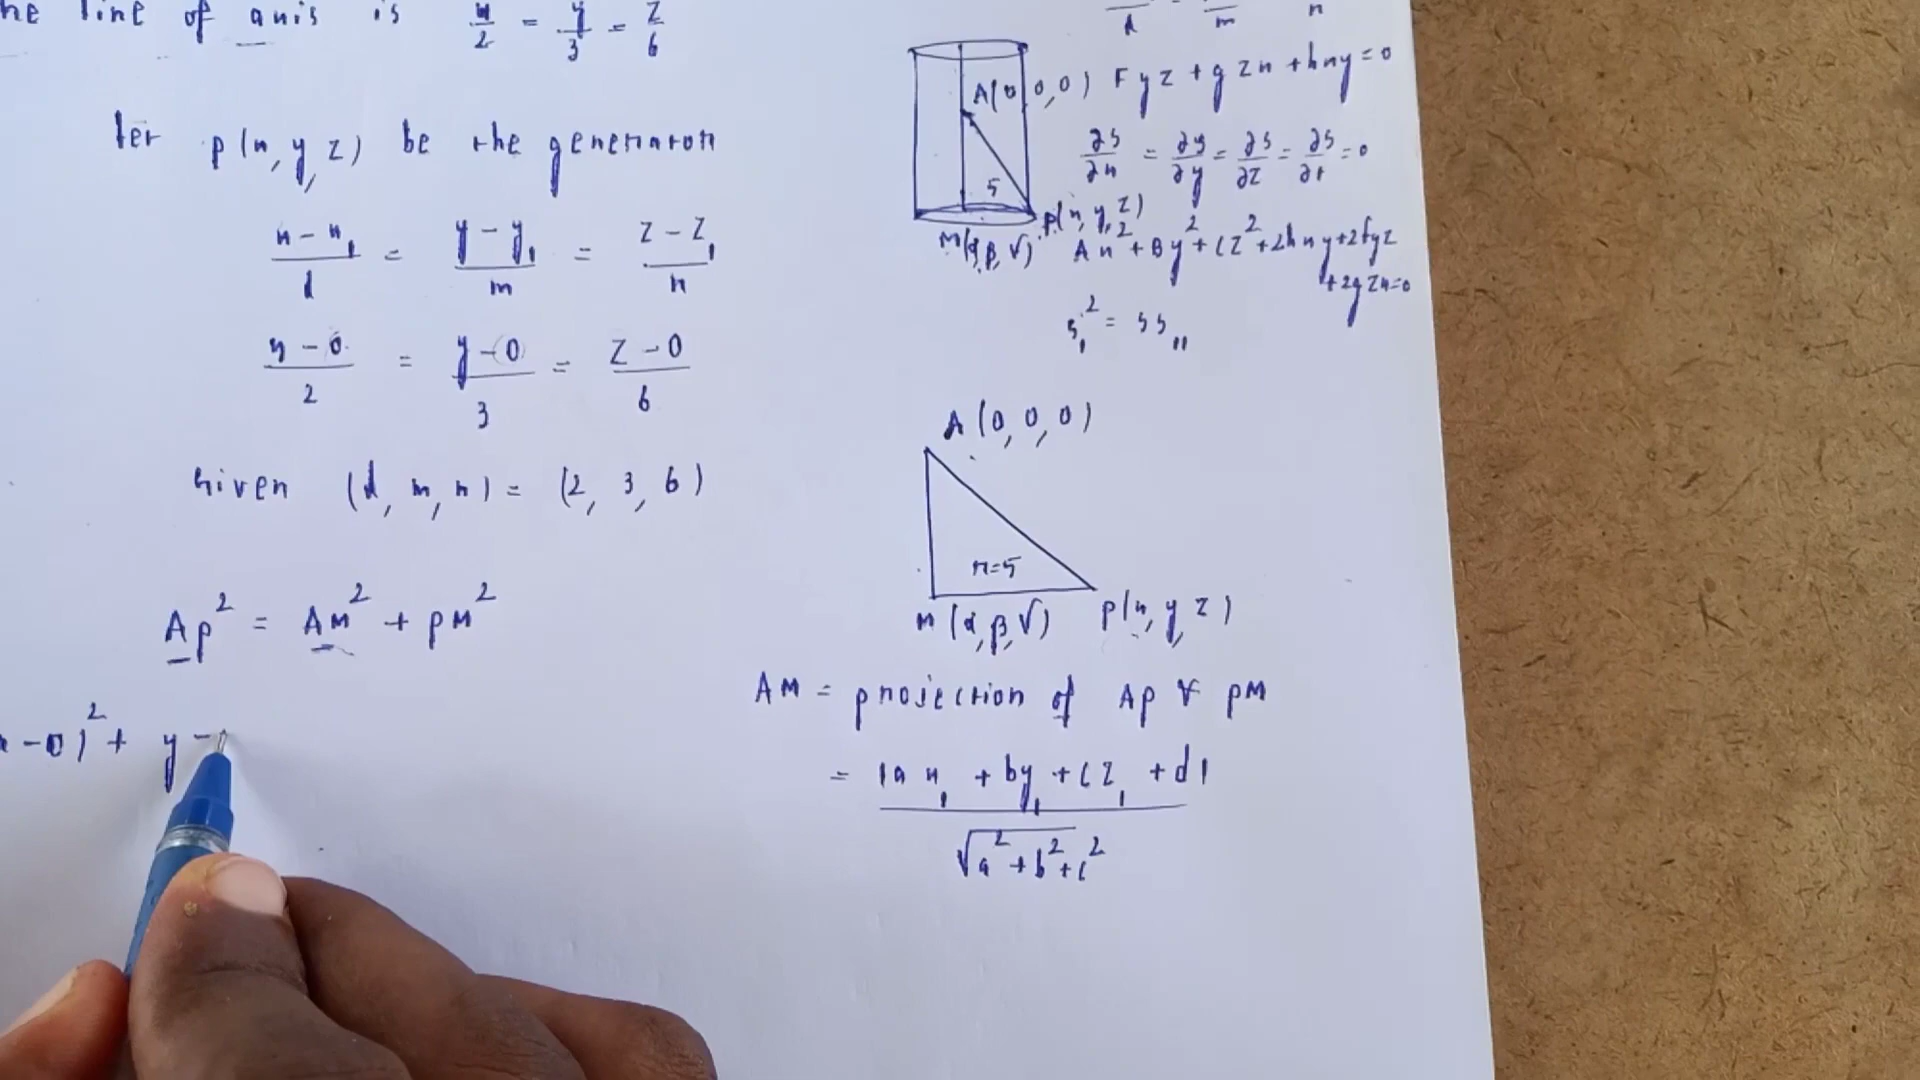 he line of axis is x/2 = y/3 = z/6
let p(x, y, z) be the generator
x - x₁ / l = y - y₁ / m = z - z₁ / n
x - 0 / 2 = y - 0 / 3 = z - 0 / 6
Given (l, m, n) = (2, 3, 6)
Ap² = AM² + pM²
x - 0)² + y -
l m n
A(0, 0, 0) Fyz + gzx + hxy = 0
∂s/∂x = ∂s/∂y = ∂s/∂z = ∂s/∂t = 0
5
p(x, y, z)
M(α, β, γ) Ax² + By² + Cz² + 2hxy + 2fyz
+ 2gzx = 0
s₁² = ss₁₁
A(0, 0, 0)
r = 5
M(α, β, γ) p(x, y, z)
AM = projection of Ap & pM
= |ax₁ + by₁ + cz₁ + d|
√a² + b² + c²